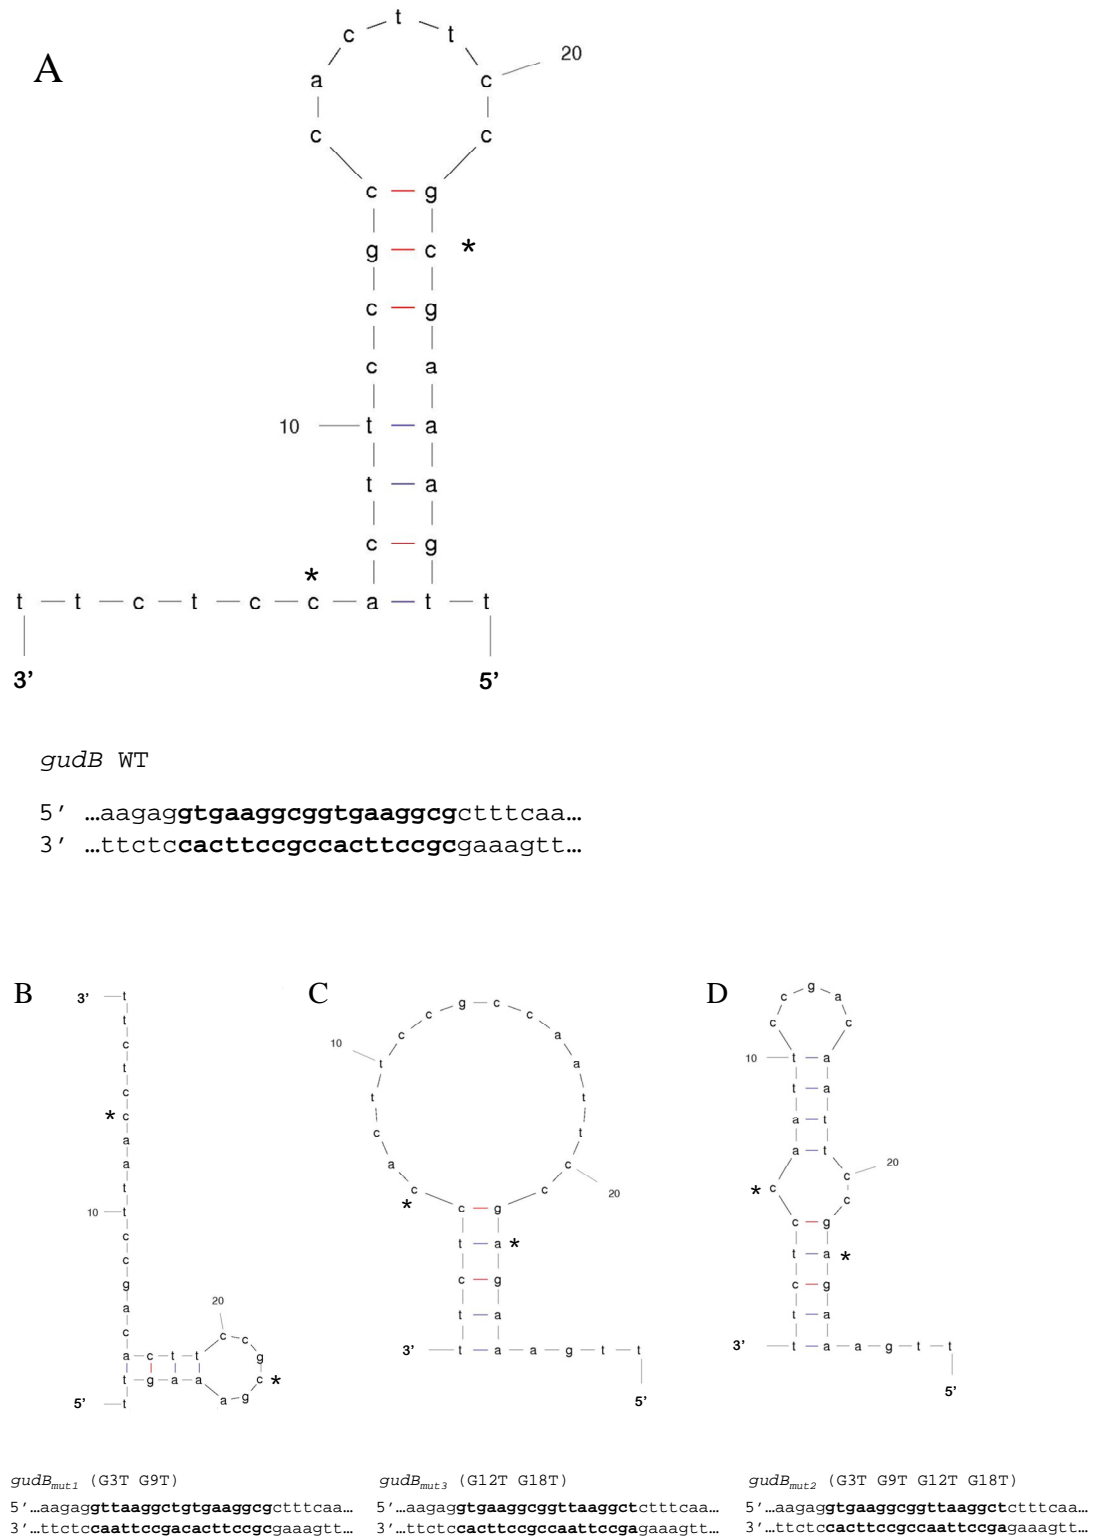 A
t
c t
a c 20
c c
c g
g c *
c g
c a
10 t a
t a
c g
*
t t c t c c a t t
3’ 5’
gudB WT
5’ …aagaggtgaaggcggtgaaggcgctttcaa…
3’ …ttctccacttccgccacttccgcgaaagtt…
B
3’ t
t
c
t
c
* c
a
a
t
10 t
c
c
g
a
c
20
a c t t c c g
t g a a a g c *
5’ t
C
g c
c c
10 c a
t a
t t
c t
a c
c c 20
*
c g
t a *
c g
t a
3’ t a a g t t
5’
D
g
c a
c c
10 t a
t a
a t
a t
* c c 20
c
c g
t a *
c g
t a
3’ t a a g t t
5’
gudBmut1 (G3T G9T)
5’…aagaggttaaggctgtgaaggcgctttcaa…
3’…ttctccaattccgacacttccgcgaaagtt…
gudBmut3 (G12T G18T)
5’…aagaggtgaaggcggttaaggctctttcaa…
3’…ttctccacttccgccaattccgagaaagtt…
gudBmut2 (G3T G9T G12T G18T)
5’…aagaggtgaaggcggttaaggctctttcaa…
3’…ttctccacttccgccaattccgagaaagtt…